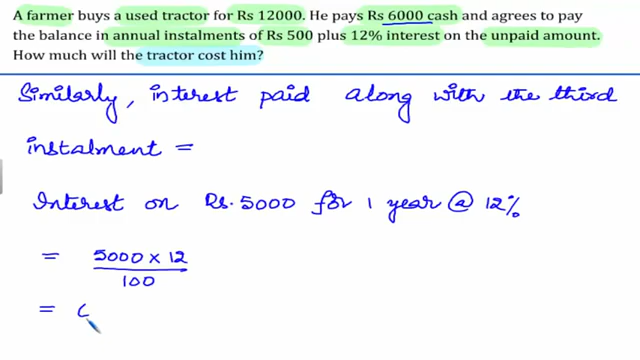 A farmer buys a used tractor for Rs 12000. He pays Rs 6000 cash and agrees to pay
the balance in annual instalments of Rs 500 plus 12% interest on the unpaid amount.
How much will the tractor cost him?
Similarly, interest paid along with the third
instalment =
Interest on Rs. 5000 for 1 year @ 12%
= 5000 × 12
100
=